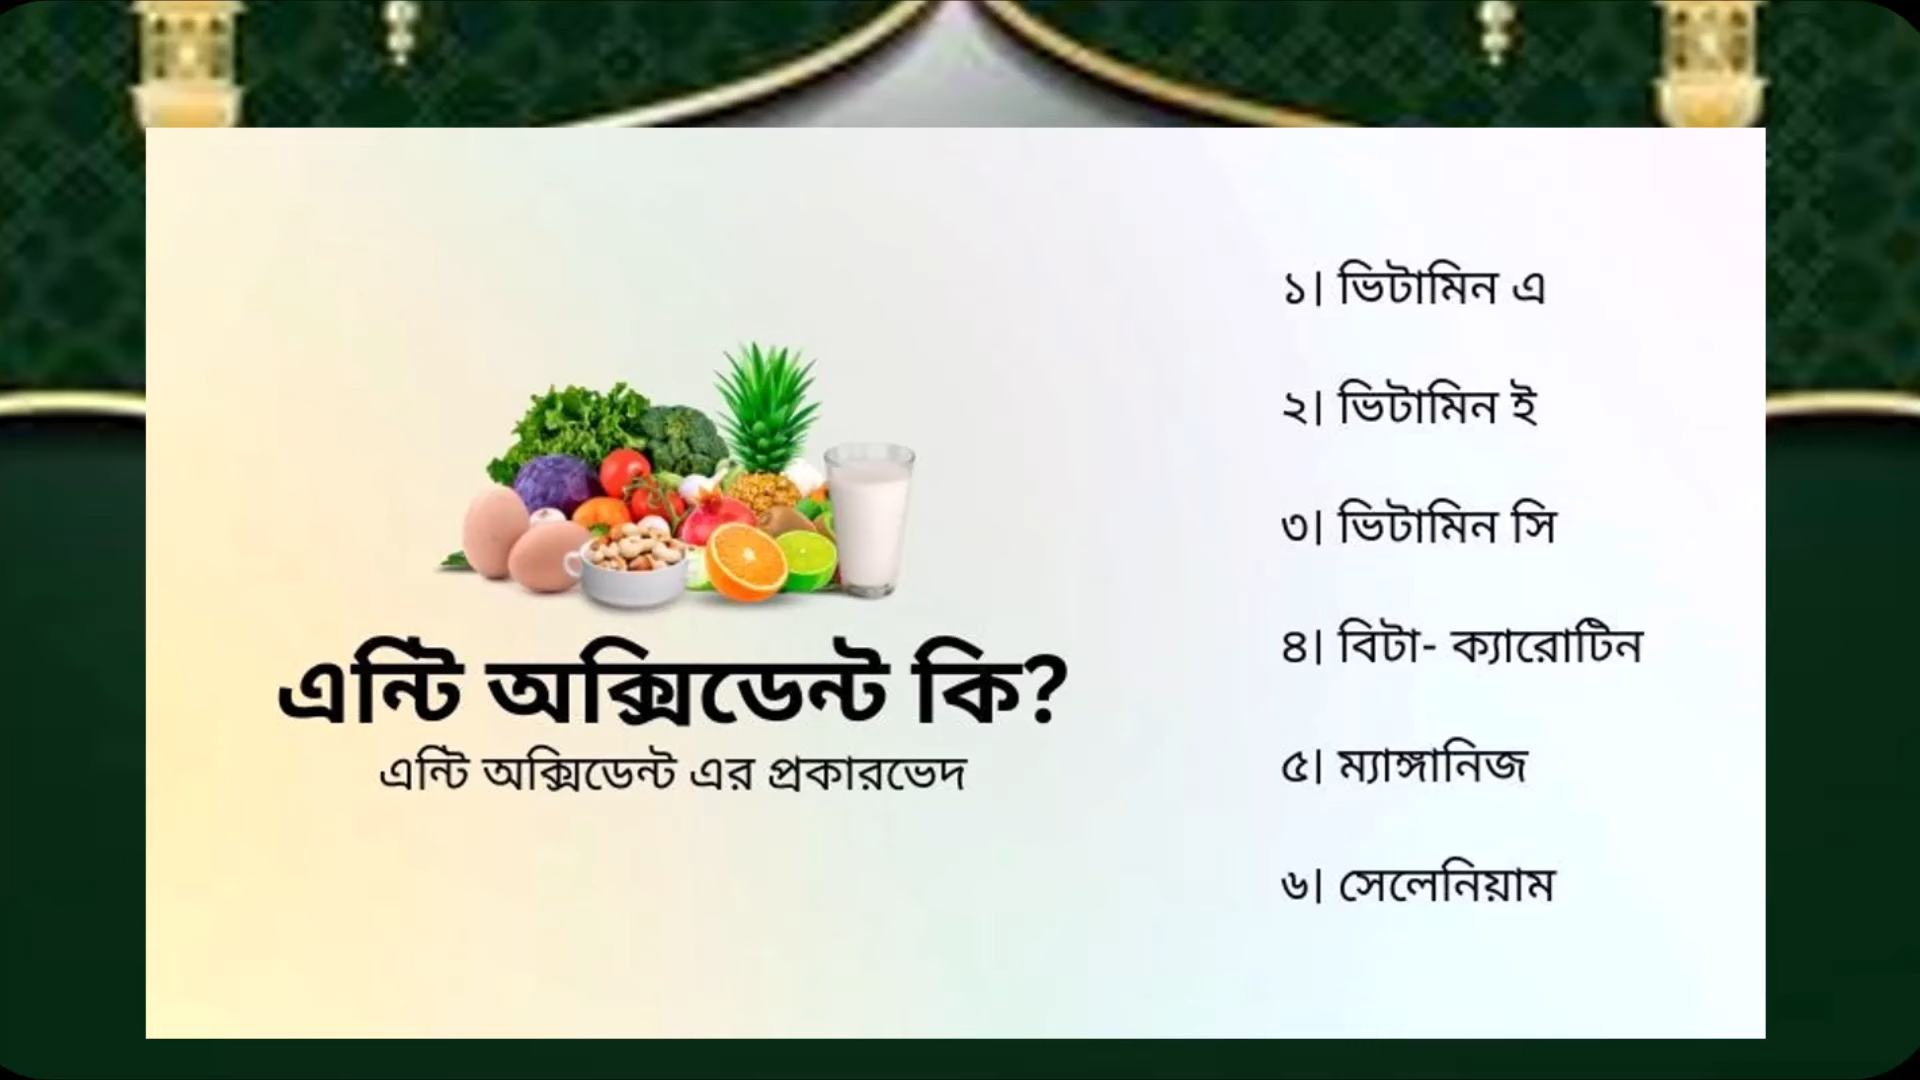 এন্টি অক্সিডেন্ট কি?
এন্টি অক্সিডেন্ট এর প্রকারভেদ
১। ভিটামিন এ
২। ভিটামিন ই
৩। ভিটামিন সি
৪। বিটা- ক্যারোটিন
৫। ম্যাঙ্গানিজ
৬। সেলেনিয়াম